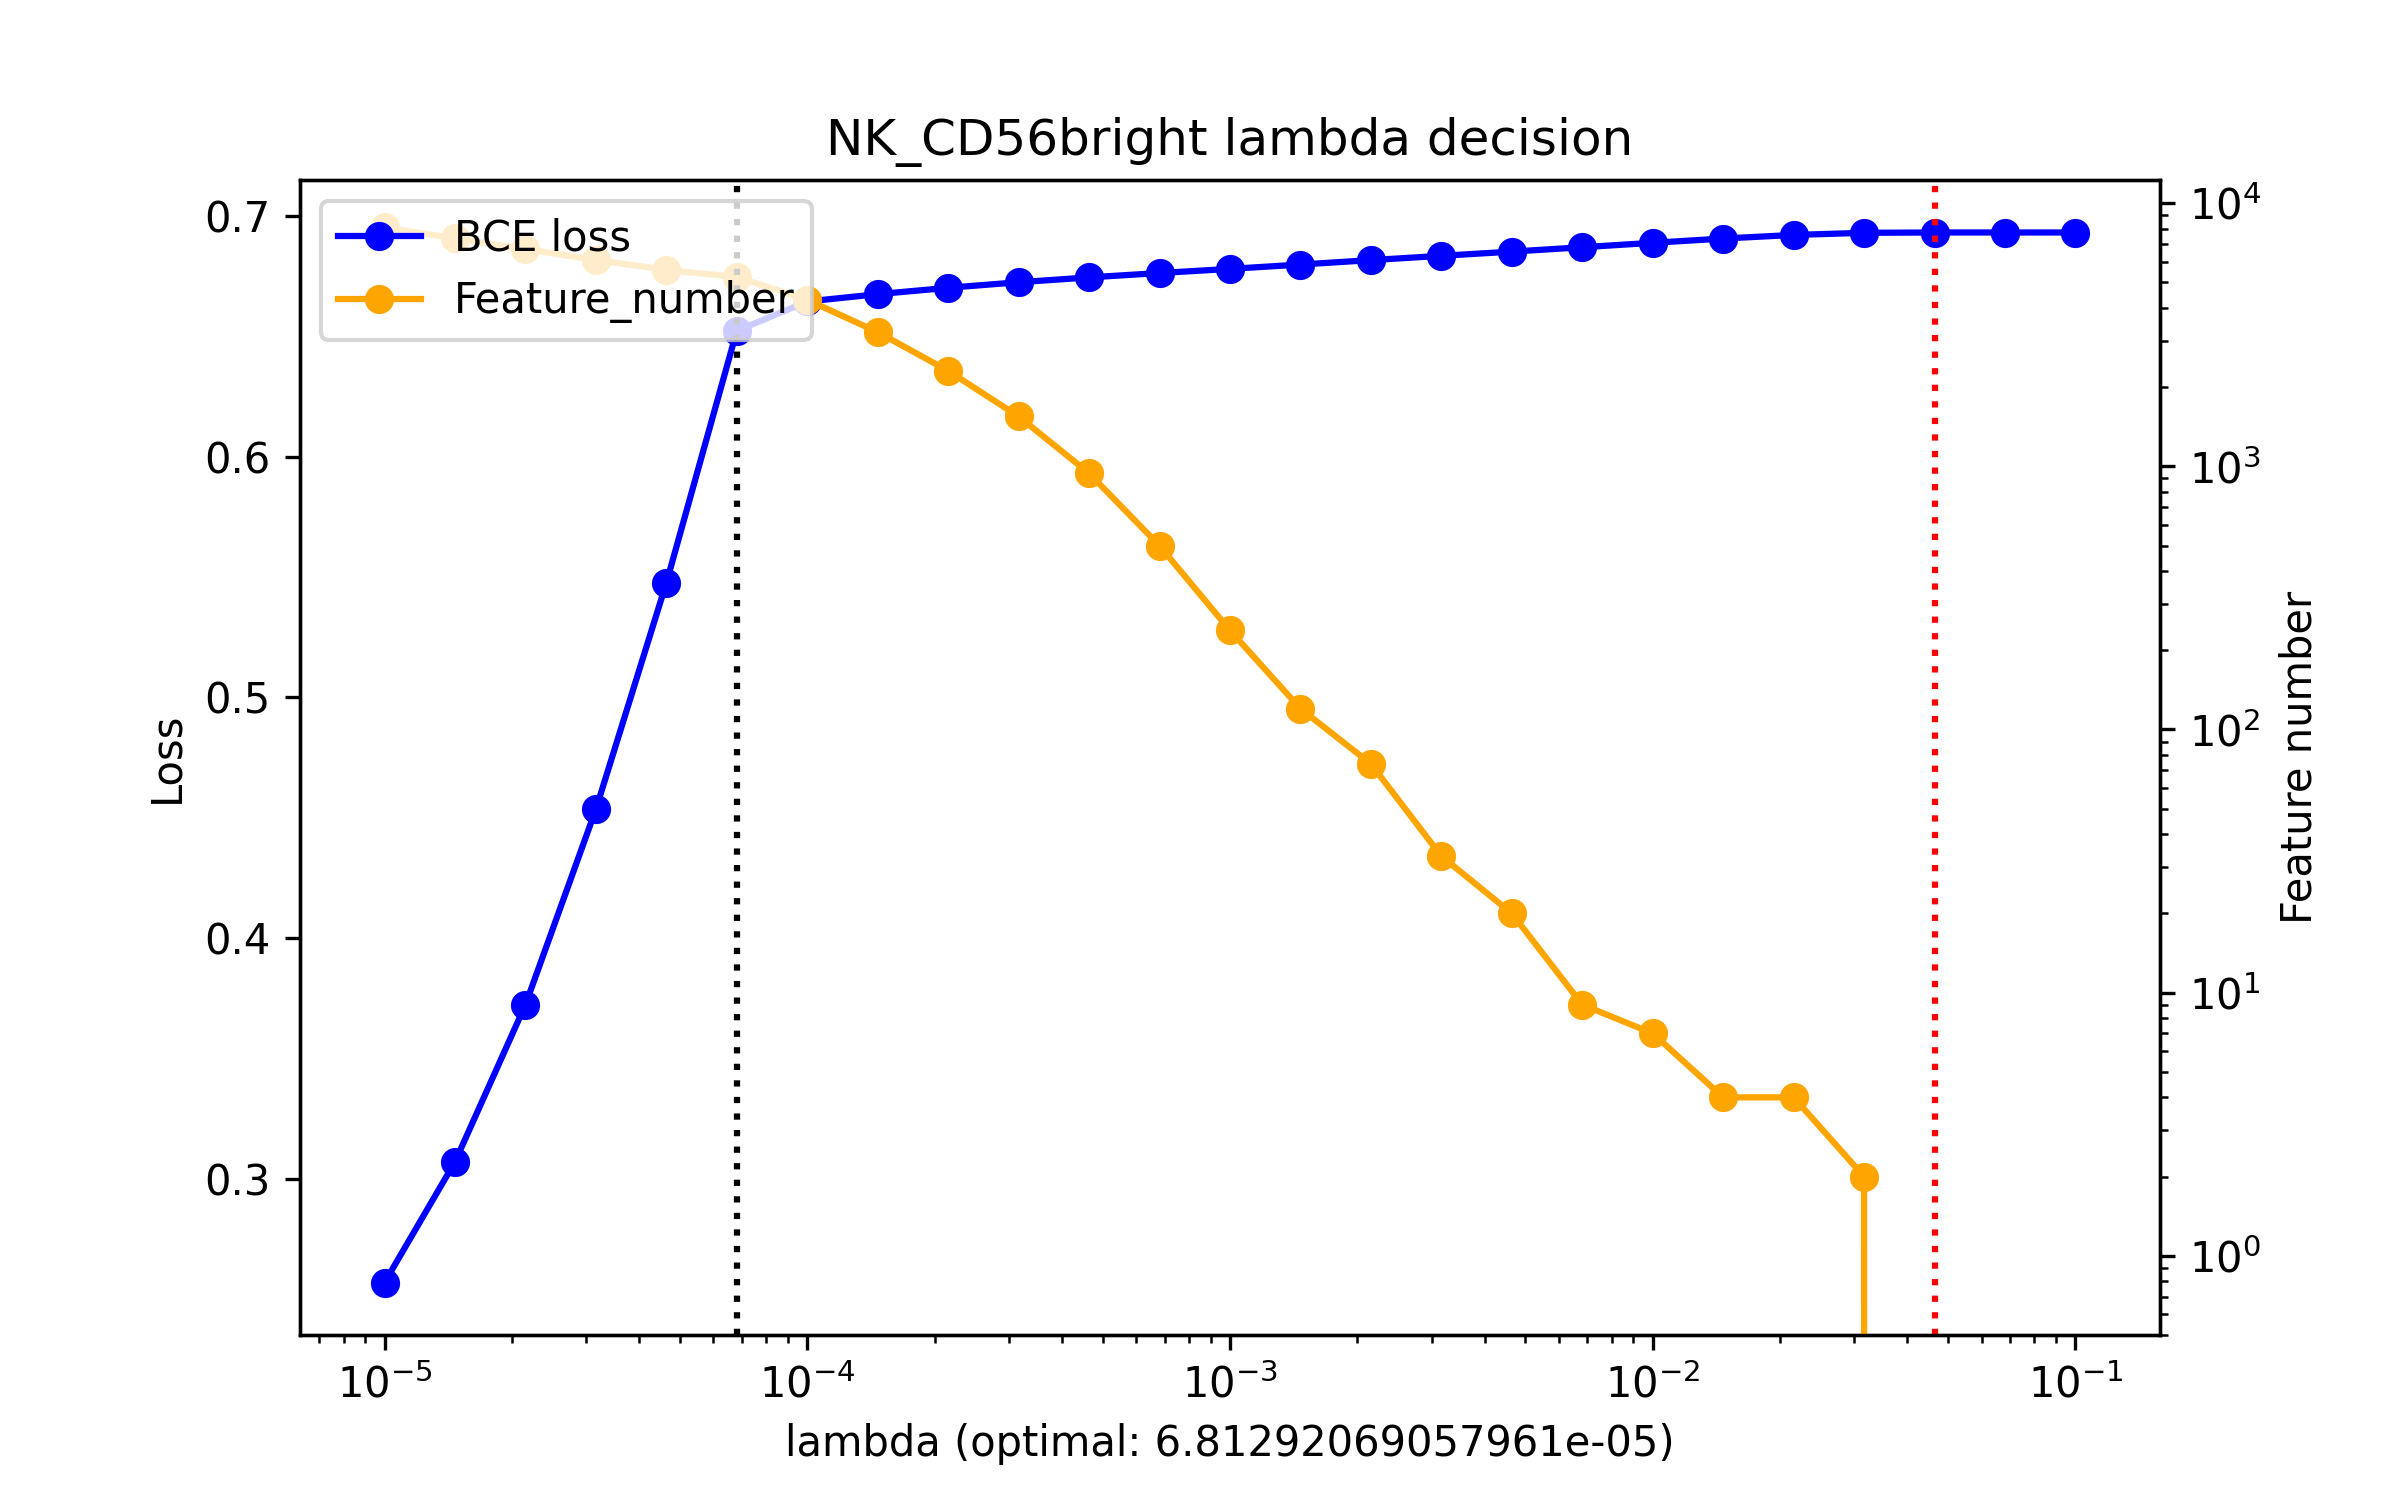 NK_CD56bright lambda decision
BCE loss
Feature_number
0.7
0.6
0.5
0.4
0.3
Loss
10⁴
10³
10²
10¹
10⁰
Feature number
10⁻⁵ 10⁻⁴ 10⁻³ 10⁻² 10⁻¹
lambda (optimal: 6.81292069057961e-05)